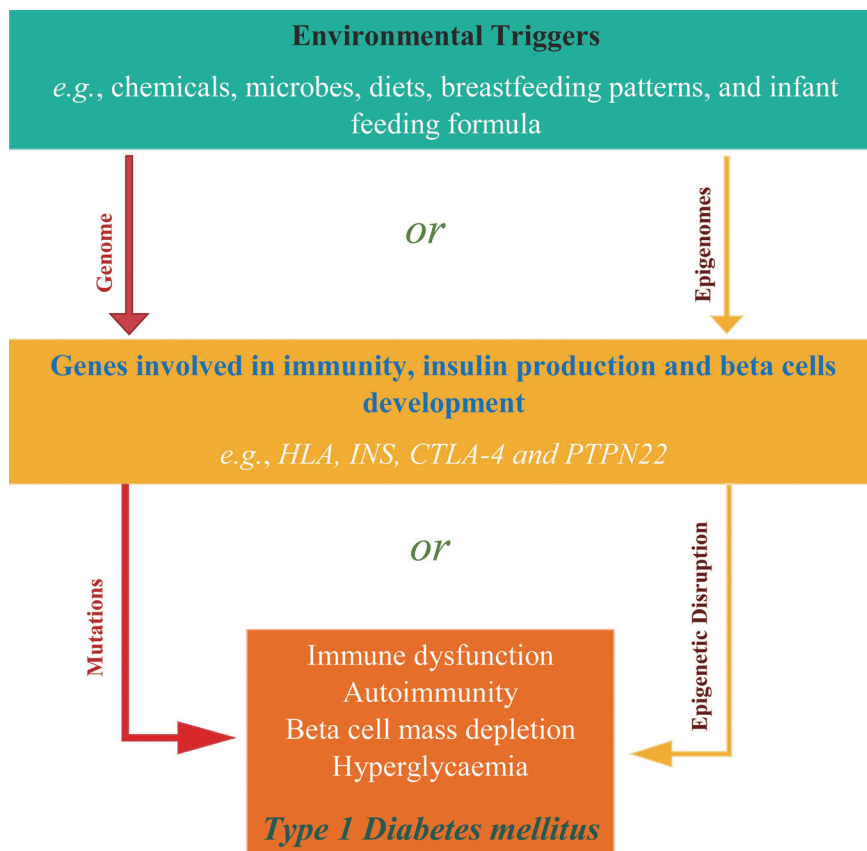 Environmental Triggers
e.g., chemicals, microbes, diets, breastfeeding patterns, and infant
feeding formula
Genome
or
Epigenomes
Genes involved in immunity, insulin production and beta cells
development
e.g., HLA, INS, CTLA-4 and PTPN22
Mutations
or
Epigenetic Disruption
Immune dysfunction
Autoimmunity
Beta cell mass depletion
Hyperglycaemia
Type 1 Diabetes mellitus